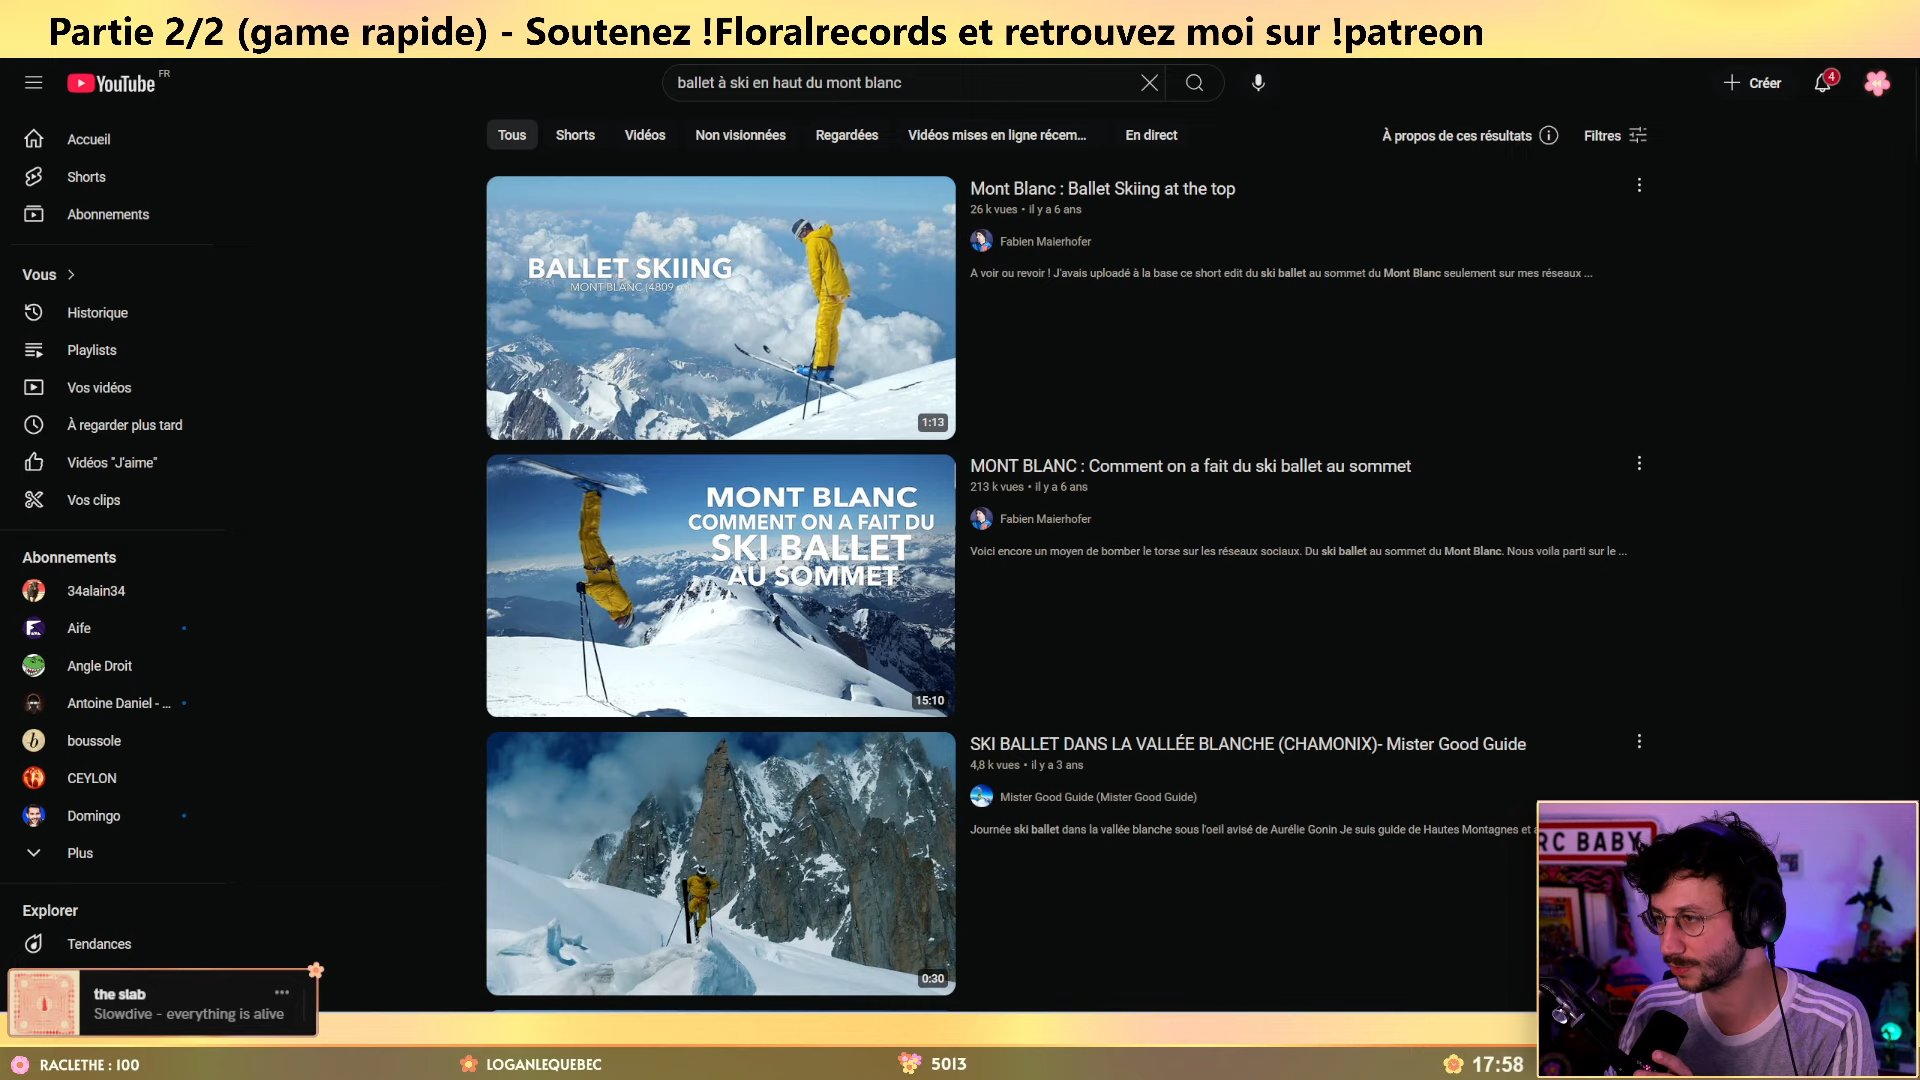 Partie 2/2 (game rapide) - Soutenez !Floralrecords et retrouvez moi sur !patreon
YouTube FR
ballet à ski en haut du mont blanc
Créer
4
Tous
Shorts
Vidéos
Non visionnées
Regardées
Vidéos mises en ligne récem...
En direct
À propos de ces résultats
Filtres
Accueil
Shorts
Abonnements
Vous
Historique
Playlists
Vos vidéos
À regarder plus tard
Vidéos "J'aime"
Vos clips
Abonnements
34alain34
Aife
Angle Droit
Antoine Daniel - ...
boussole
CEYLON
Domingo
Plus
Explorer
Tendances
BALLET SKIING
MONT BLANC (4809
1:13
Mont Blanc : Ballet Skiing at the top
26 k vues • il y a 6 ans
Fabien Maierhofer
A voir ou revoir ! J'avais uploadé à la base ce short edit du ski ballet au sommet du Mont Blanc seulement sur mes réseaux ...
MONT BLANC
COMMENT ON A FAIT DU
SKI BALLET
AU SOMMET
15:10
MONT BLANC : Comment on a fait du ski ballet au sommet
213 k vues • il y a 6 ans
Fabien Maierhofer
Voici encore un moyen de bomber le torse sur les réseaux sociaux. Du ski ballet au sommet du Mont Blanc. Nous voila parti sur le ...
0:30
SKI BALLET DANS LA VALLÉE BLANCHE (CHAMONIX)- Mister Good Guide
4,8 k vues • il y a 3 ans
Mister Good Guide (Mister Good Guide)
Journée ski ballet dans la vallée blanche sous l'oeil avisé de Aurélie Gonin Je suis guide de Hautes Montagnes et
RC BABY
the slab
Slowdive - everything is alive
RACLETHE : 100
LOGANLEQUEBEC
5013
17:58